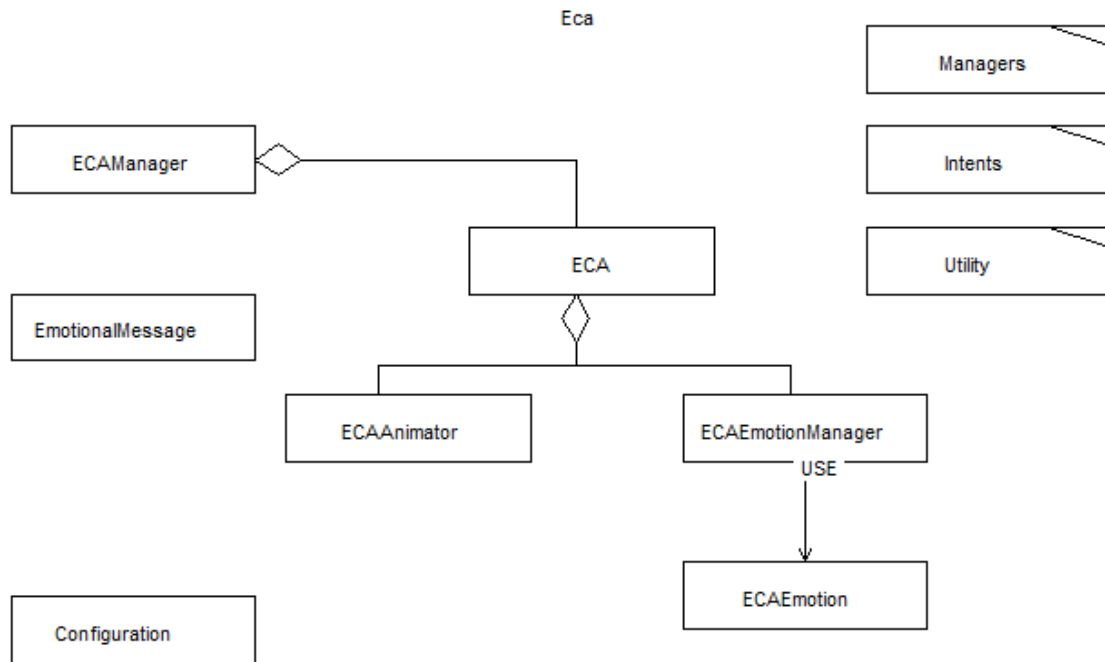 Eca
Managers
ECAManager
Intents
ECA
Utility
EmotionalMessage
ECAAnimator
ECAEmotionManager
USE
ECAEmotion
Configuration